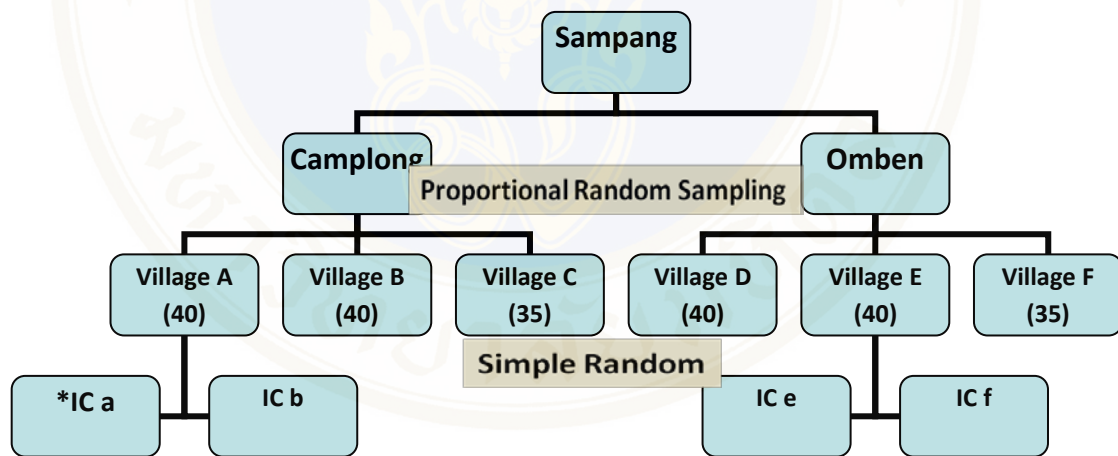 Sampang
Camplong
Omben
Proportional Random Sampling
Village A
(40)
Village B
(40)
Village C
(35)
Village D
(40)
Village E
(40)
Village F
(35)
Simple Random
*IC a
IC b
IC e
IC f